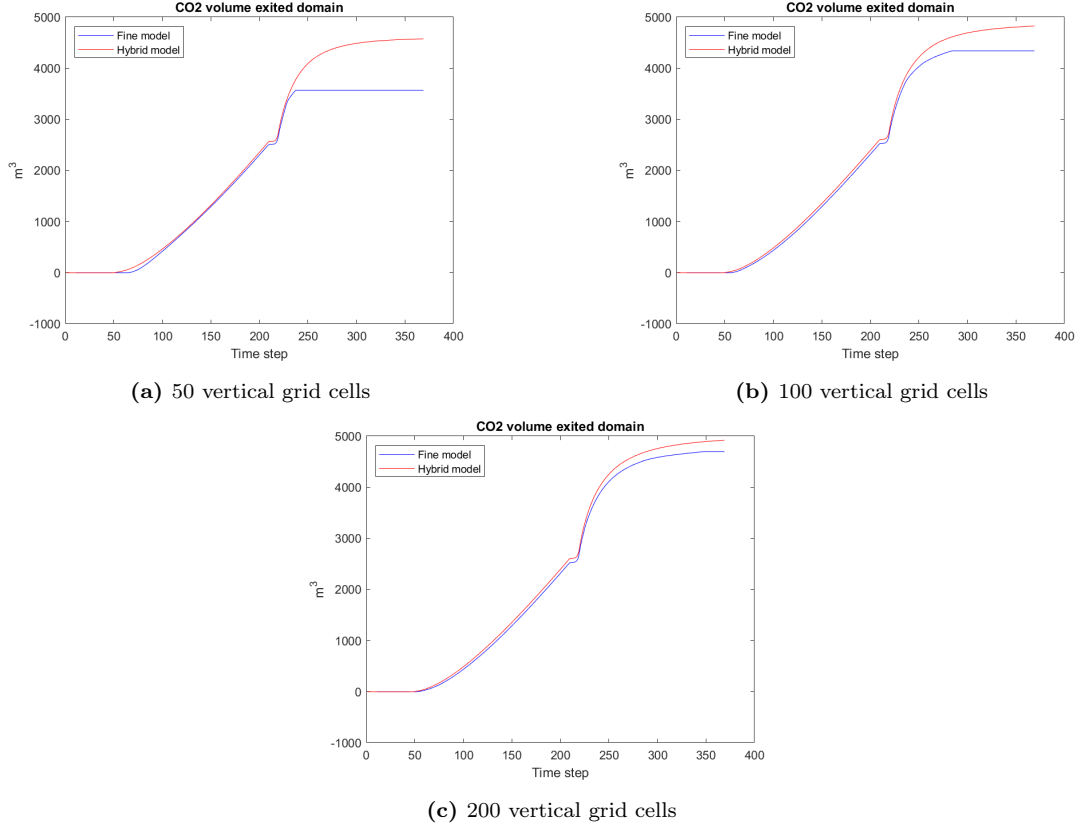 CO2 volume exited domain
5000
4000
3000
2000
1000
0
-1000
m3
Fine model
Hybrid model
0 50 100 150 200 250 300 350 400
Time step
(a) 50 vertical grid cells
CO2 volume exited domain
5000
4000
3000
2000
1000
0
-1000
m3
Fine model
Hybrid model
0 50 100 150 200 250 300 350 400
Time step
(b) 100 vertical grid cells
CO2 volume exited domain
5000
4000
3000
2000
1000
0
-1000
m3
Fine model
Hybrid model
0 50 100 150 200 250 300 350 400
Time step
(c) 200 vertical grid cells